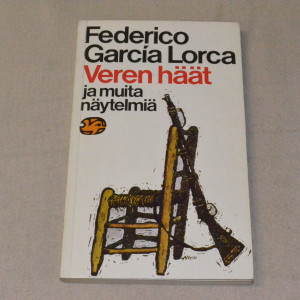 Federico
García Lorca
Veren häät
ja muita
näytelmiä